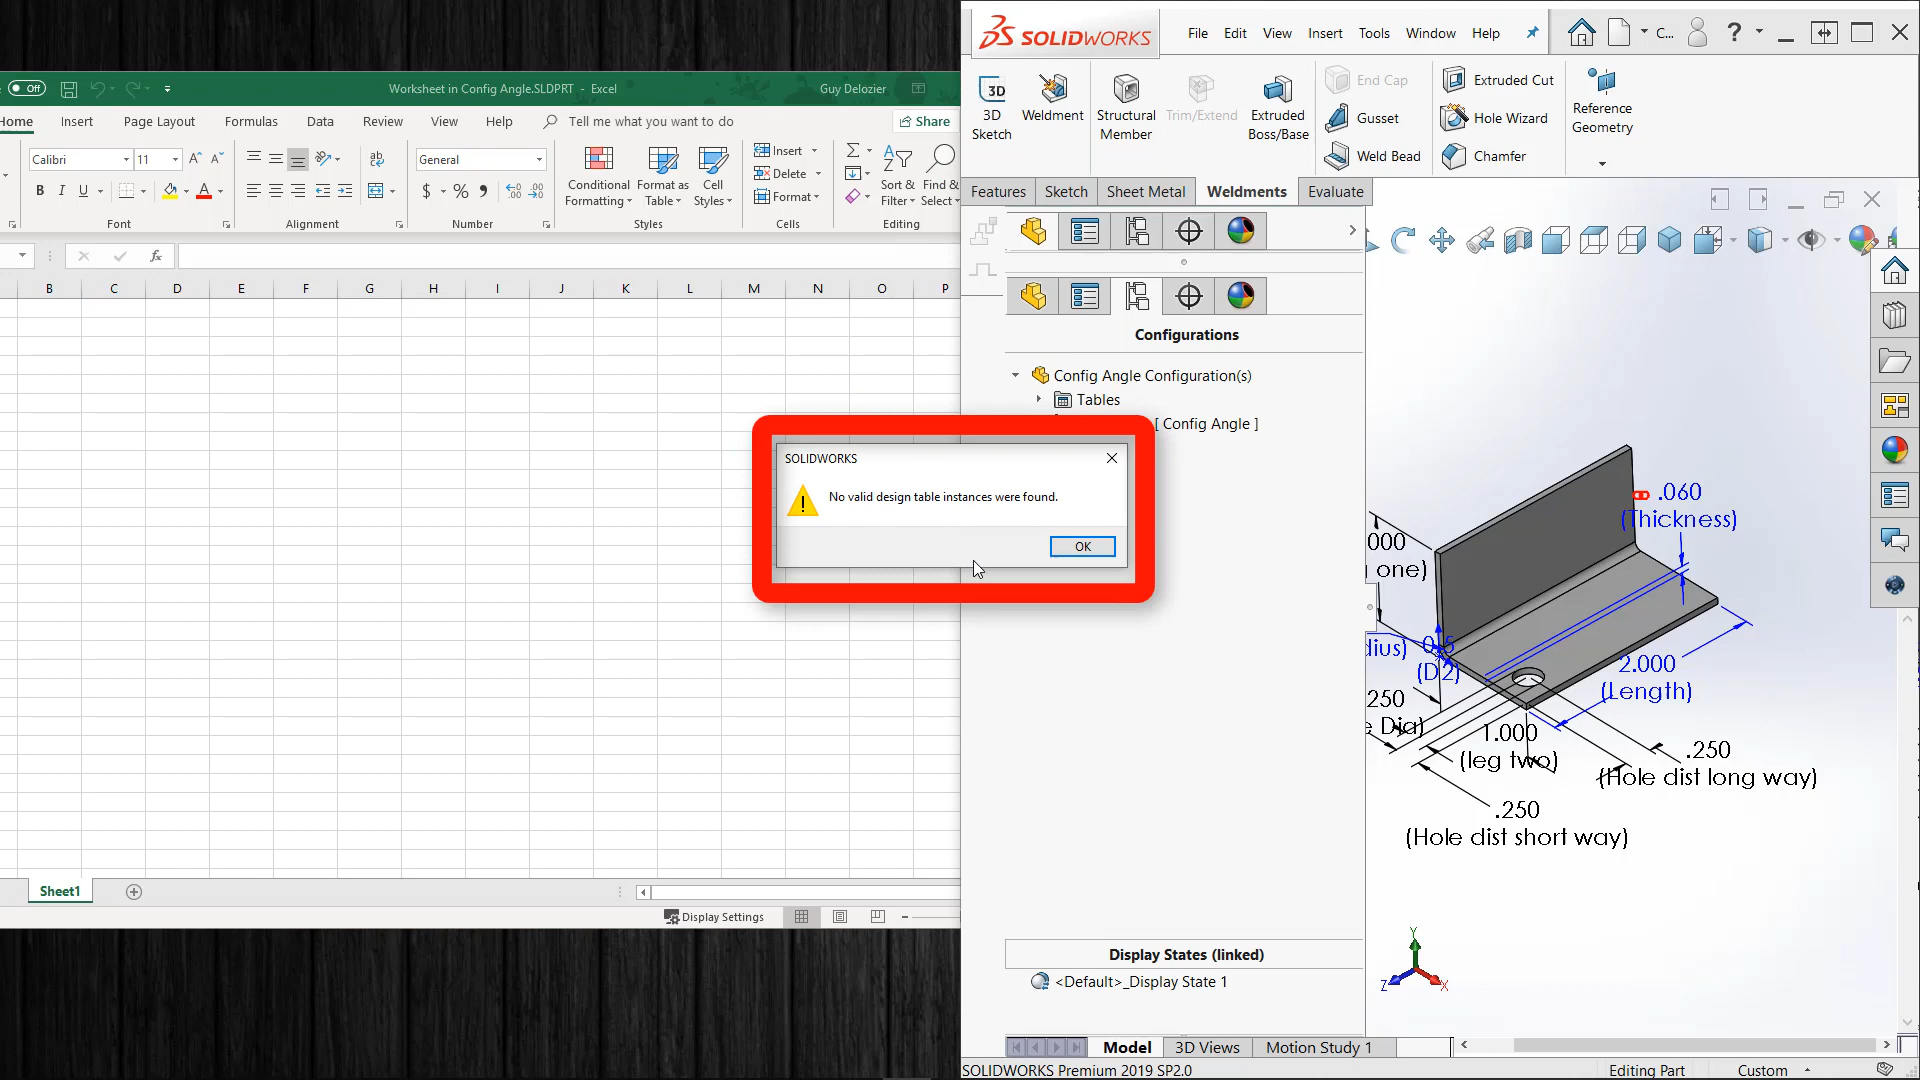 Off
Worksheet in Config Angle.SLDPRT - Excel
Guy Delozier
Home
Insert
Page Layout
Formulas
Data
Review
View
Help
Tell me what you want to do
Share
Calibri
11
General
Conditional
Formatting
Format as
Table
Cell
Styles
Insert
Delete
Format
Sort &
Filter
Find &
Select
B I U
$ % ,
Font
Alignment
Number
Styles
Cells
Editing
fx
B C D E F G H I J K L M N O P
Sheet1
Display Settings
SOLIDWORKS
File
Edit
View
Insert
Tools
Window
Help
C...
?
3D
Sketch
Weldment
Structural
Member
Trim/Extend
Extruded
Boss/Base
End Cap
Gusset
Weld Bead
Extruded Cut
Hole Wizard
Chamfer
Reference
Geometry
Features
Sketch
Sheet Metal
Weldments
Evaluate
Configurations
Config Angle Configuration(s)
Tables
[ Config Angle ]
SOLIDWORKS
No valid design table instances were found.
OK
.060
(Thickness)
000
one)
dius)
0.5
(D2)
2.000
(Length)
250
e Dia)
1.000
(leg two)
.250
(Hole dist long way)
.250
(Hole dist short way)
Y
Z
X
Display States (linked)
<Default>_Display State 1
Model
3D Views
Motion Study 1
SOLIDWORKS Premium 2019 SP2.0
Editing Part
Custom